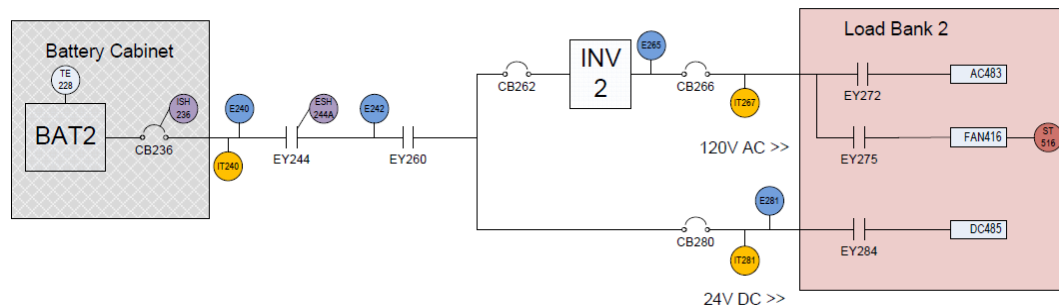 Battery Cabinet
TE
228
BAT2
ISH
236
CB236
E240
IT240
ESH
244A
EY244
E242
EY260
CB262
INV
2
E265
CB266
IT267
120V AC >>
CB280
E281
IT281
24V DC >>
Load Bank 2
EY272
AC483
EY275
FAN416
ST
516
EY284
DC485